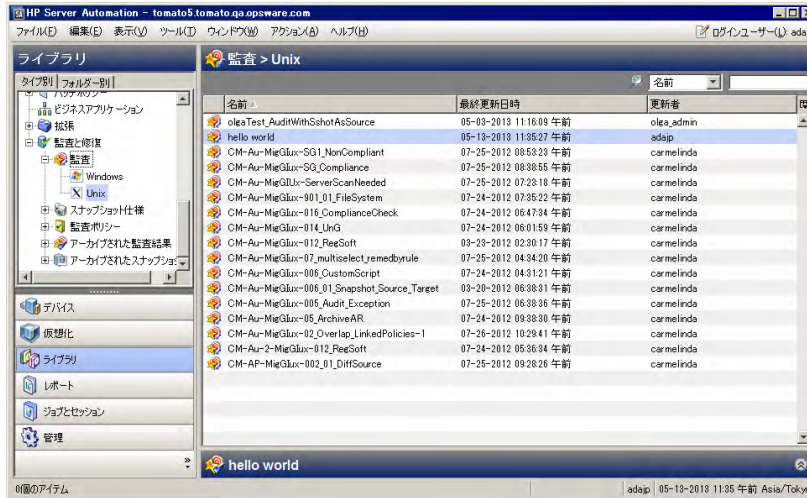 HP Server Automation - tomato5.tomato.qa.opsware.com
ファイル(F) 編集(E) 表示(V) ツール(T) ウィンドウ(W) アクション(A) ヘルプ(H) ログインユーザー(L): ada
ライブラリ
監査 > Unix
タイプ別 フォルダー別
名前
パッチポリシー
ビジネスアプリケーション
拡張
監査と修復
監査
Windows
Unix
スナップショット仕様
監査ポリシー
アーカイブされた監査結果
アーカイブされたスナップショ
デバイス
仮想化
ライブラリ
レポート
ジョブとセッション
管理
名前 最終更新日時 更新者
olgaTest_AuditWithSshotAsSource 05-03-2013 11:16:09 午前 olga_admin
hello world 05-13-2013 11:35:27 午前 adajp
CM-Au-MigGlux-SG1_NonCompliant 07-25-2012 08:53:23 午前 carmelinda
CM-Au-MigGlux-SG_Compliance 07-25-2012 08:38:55 午前 carmelinda
CM-Au-MigGIUx-ServerScanNeeded 07-25-2012 07:23:18 午前 carmelinda
CM-Au-MigGlux-901_01_FileSystem 07-24-2012 07:35:22 午前 carmelinda
CM-Au-MigGlux-016_ComplianceCheck 07-24-2012 06:47:34 午前 carmelinda
CM-Au-MigGlux-014_UnG 07-24-2012 06:01:59 午前 carmelinda
CM-Au-MigGlux-012_RegSoft 03-23-2012 02:30:17 午前 carmelinda
CM-Au-MigGlux-07_multiselect_remedbyrule 07-25-2012 04:34:20 午前 carmelinda
CM-Au-MigGlux-006_CustomScript 07-24-2012 04:31:21 午前 carmelinda
CM-Au-MigGlux-006_01_Snapshot_Source_Target 03-20-2012 06:38:31 午前 carmelinda
CM-Au-MigGlux-005_Audit_Exception 07-25-2012 06:38:36 午前 carmelinda
CM-Au-MigGlux-05_ArchiveAR 07-24-2012 09:38:30 午前 carmelinda
CM-Au-MigGlux-02_Overlap_LinkedPolicies-1 07-26-2012 10:29:41 午前 carmelinda
CM-Au-2-MigGlux-012_RegSoft 07-24-2012 05:36:34 午前 carmelinda
CM-AP-MigGlux-002_01_DiffSource 07-25-2012 09:28:26 午前 carmelinda
hello world
0個のアイテム
adajp 05-13-2013 11:35 午前 Asia/Toky